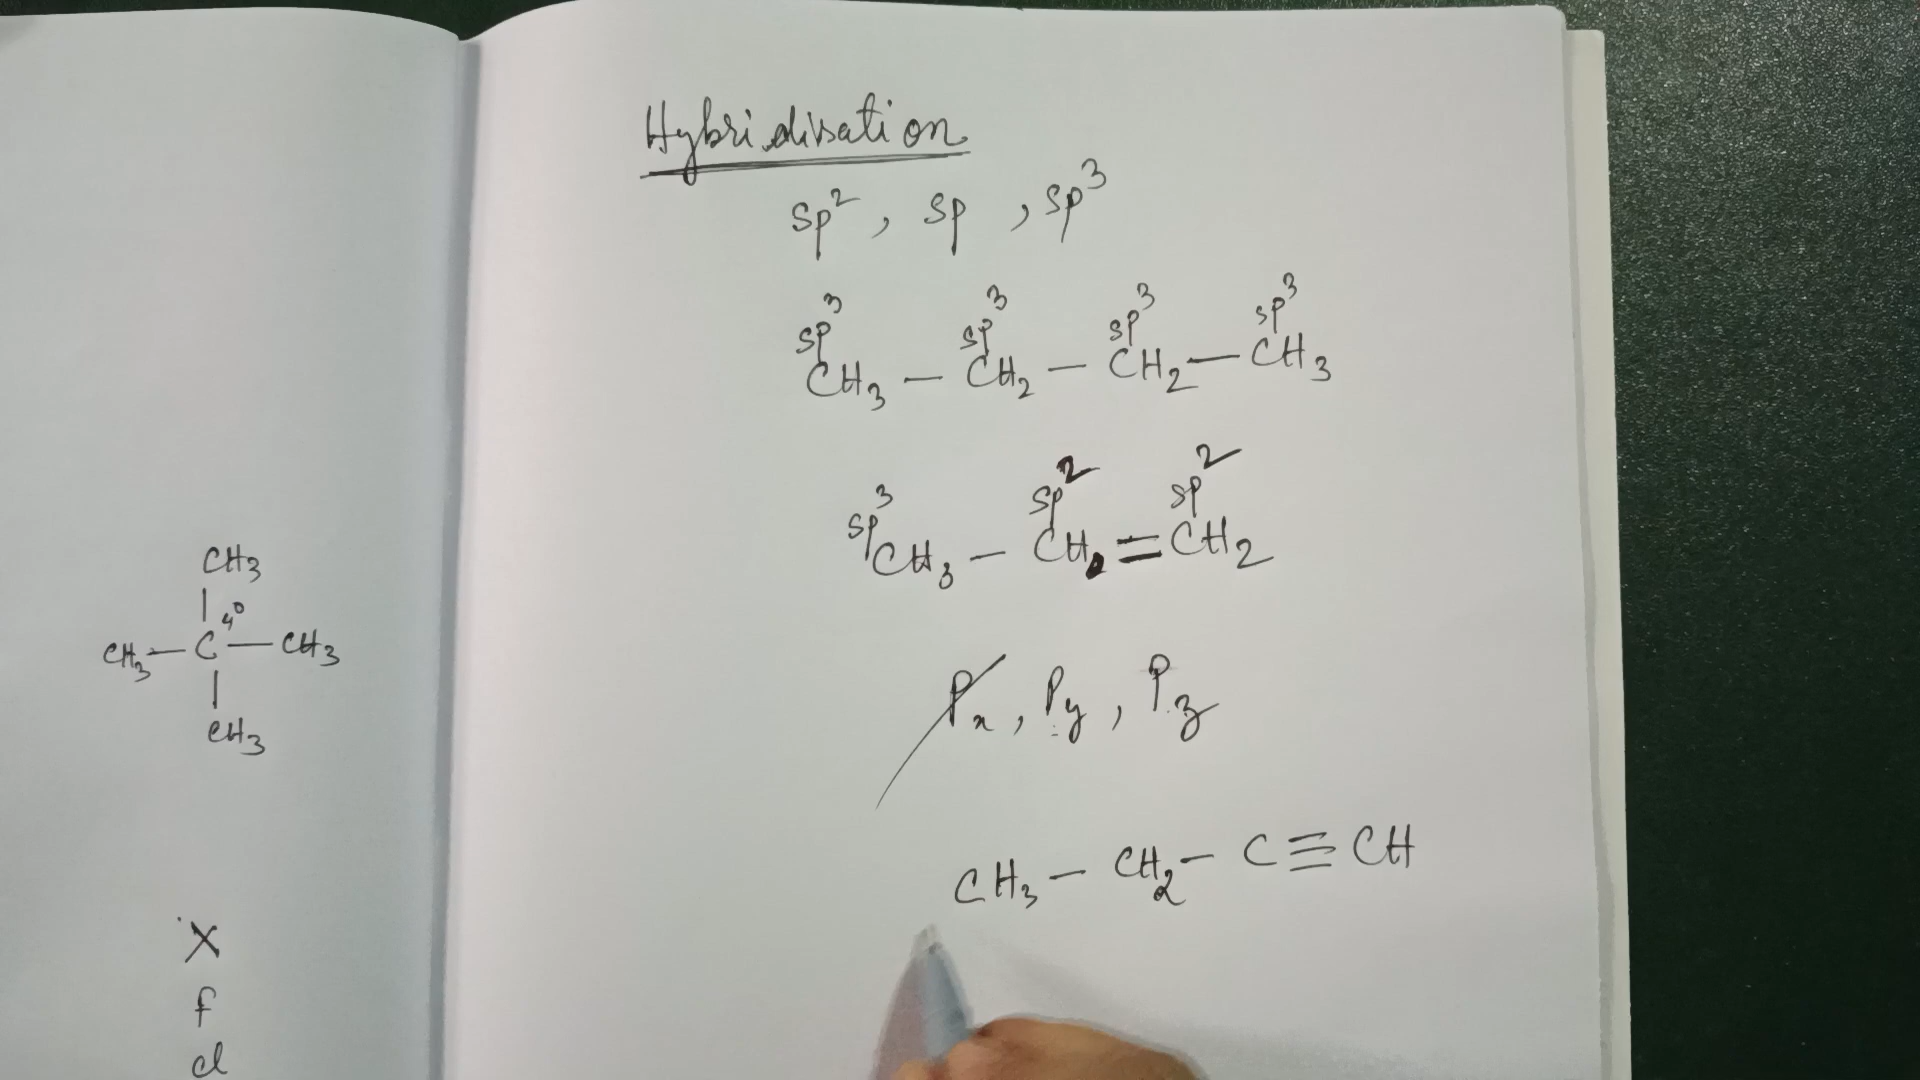 CH3
4°
CH3 — C — CH3
CH3
X
f
cl
Hybridisation
sp², sp, sp³
sp³ sp³ sp³ sp³
CH3 — CH2 — CH2 — CH3
sp³ sp² sp²
CH3 — CH = CH2
Px, Py, Pz
CH3 — CH2 — C ≡ CH